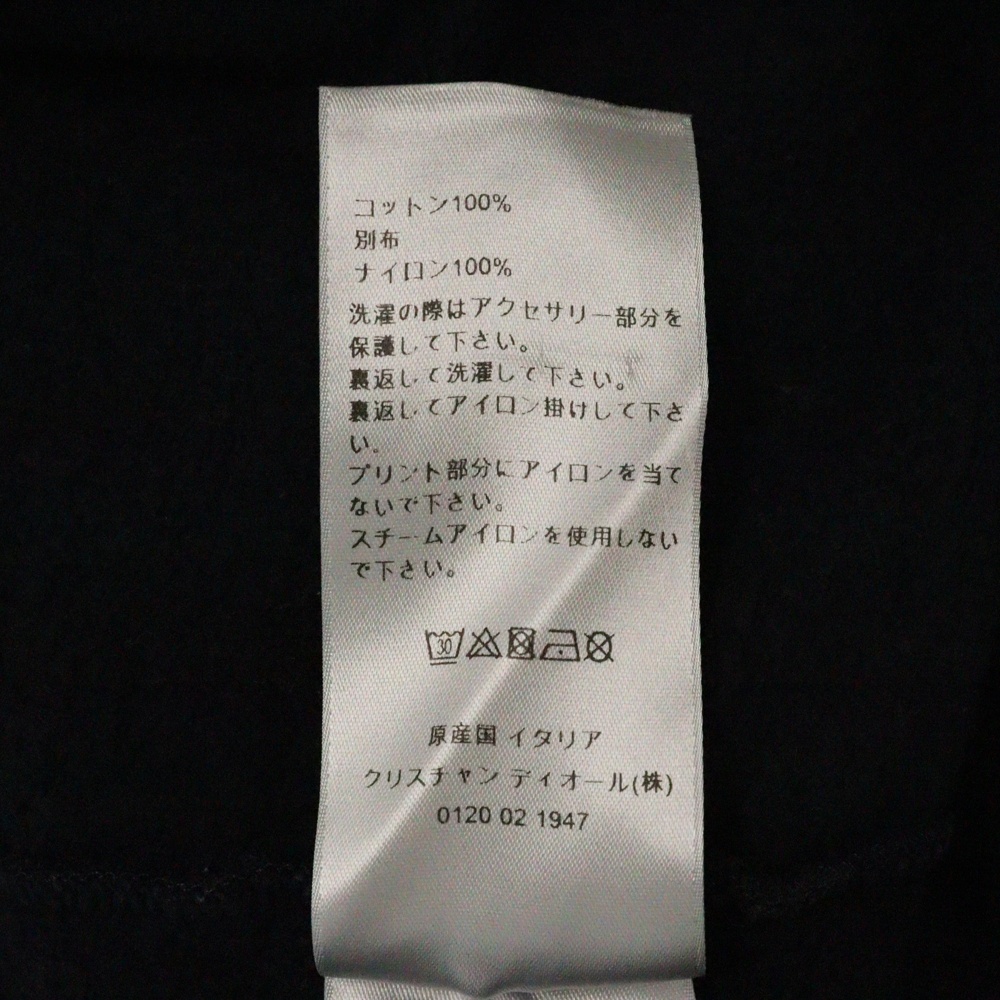 コットン100%
別布
ナイロン100%
洗濯の際はアクセサリー部分を
保護して下さい。
裏返して洗濯して下さい。
裏返してアイロン掛けして下さ
い。
プリント部分にアイロンを当て
ないで下さい。
スチームアイロンを使用しない
で下さい。
30
原産国 イタリア
クリスチャン ディオール(株)
0120 02 1947